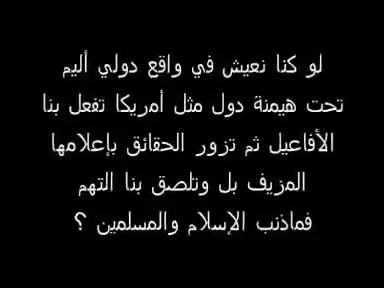 لو كنا نعيش في واقع دولي أليم
تحت هيمنة دول مثل أمريكا تفعل بنا
الأفاعيل ثم تزور الحقائق بإعلامها
المزيف بل وتلصق بنا التهم
فماذنب الإسلام والمسلمين ؟